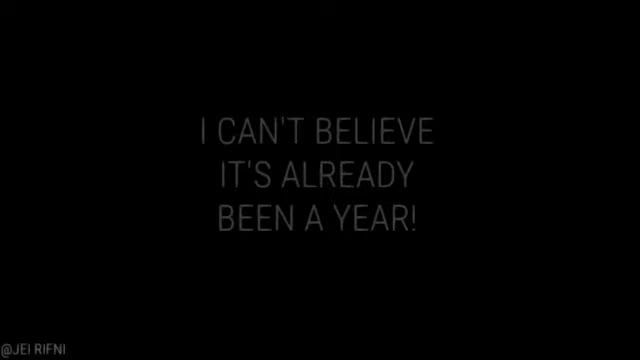 I CAN'T BELIEVE
IT'S ALREADY
BEEN A YEAR!
@JEI RIFNI